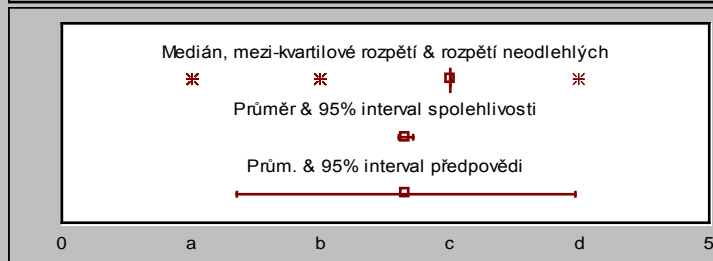 Medián, mezi-kvartilové rozpětí & rozpětí neodlehlých
Průměr & 95% interval spolehlivosti
Prům. & 95% interval předpovědi
0 a b c d 5